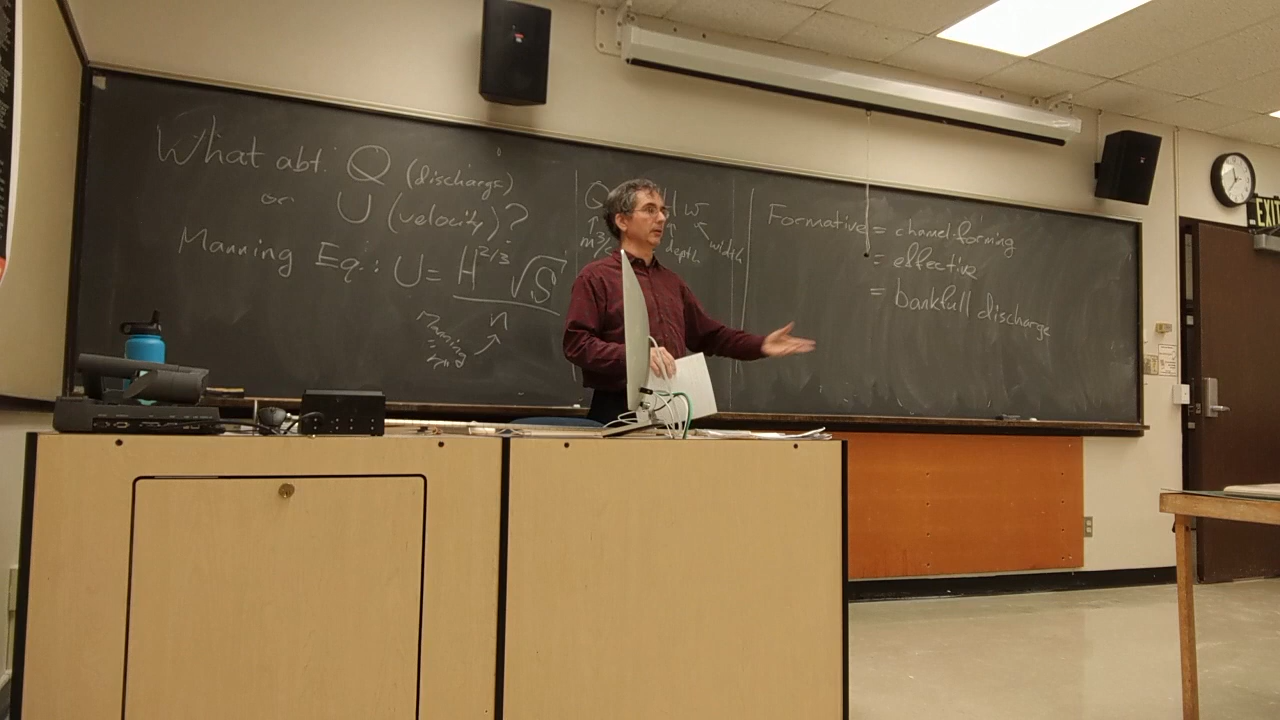 What abt. Q (discharge)
or U (velocity)?
Manning Eq.: U = H^2/3 √S
n
Manning
Q
H w
m³/
depth
width
Formative = channel-forming
= effective
= bankfull discharge
EXIT